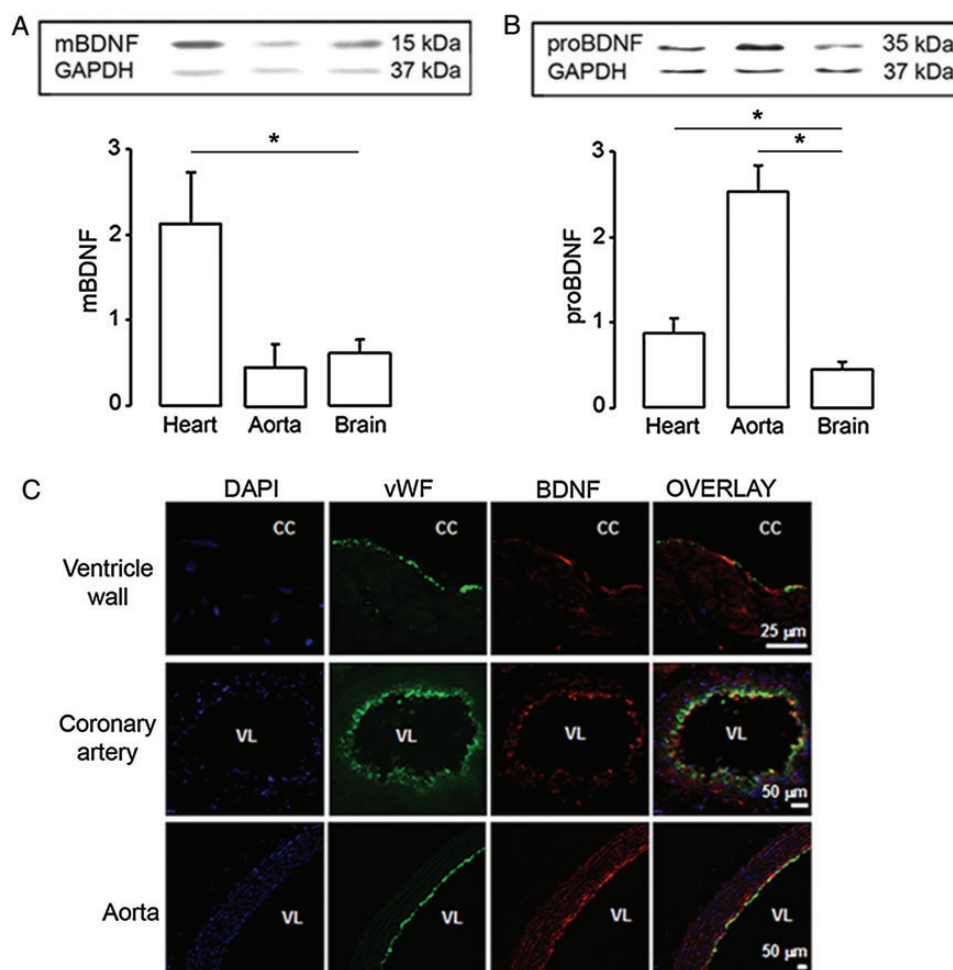 A
mBDNF 15 kDa
GAPDH 37 kDa
*
3
2
1
0
mBDNF
Heart Aorta Brain
B
proBDNF 35 kDa
GAPDH 37 kDa
*
*
3
2
1
0
proBDNF
Heart Aorta Brain
C
DAPI vWF BDNF OVERLAY
Ventricle
wall
CC CC CC CC
25 µm
Coronary
artery
VL VL VL VL
50 µm
Aorta
VL VL VL VL
50 µm